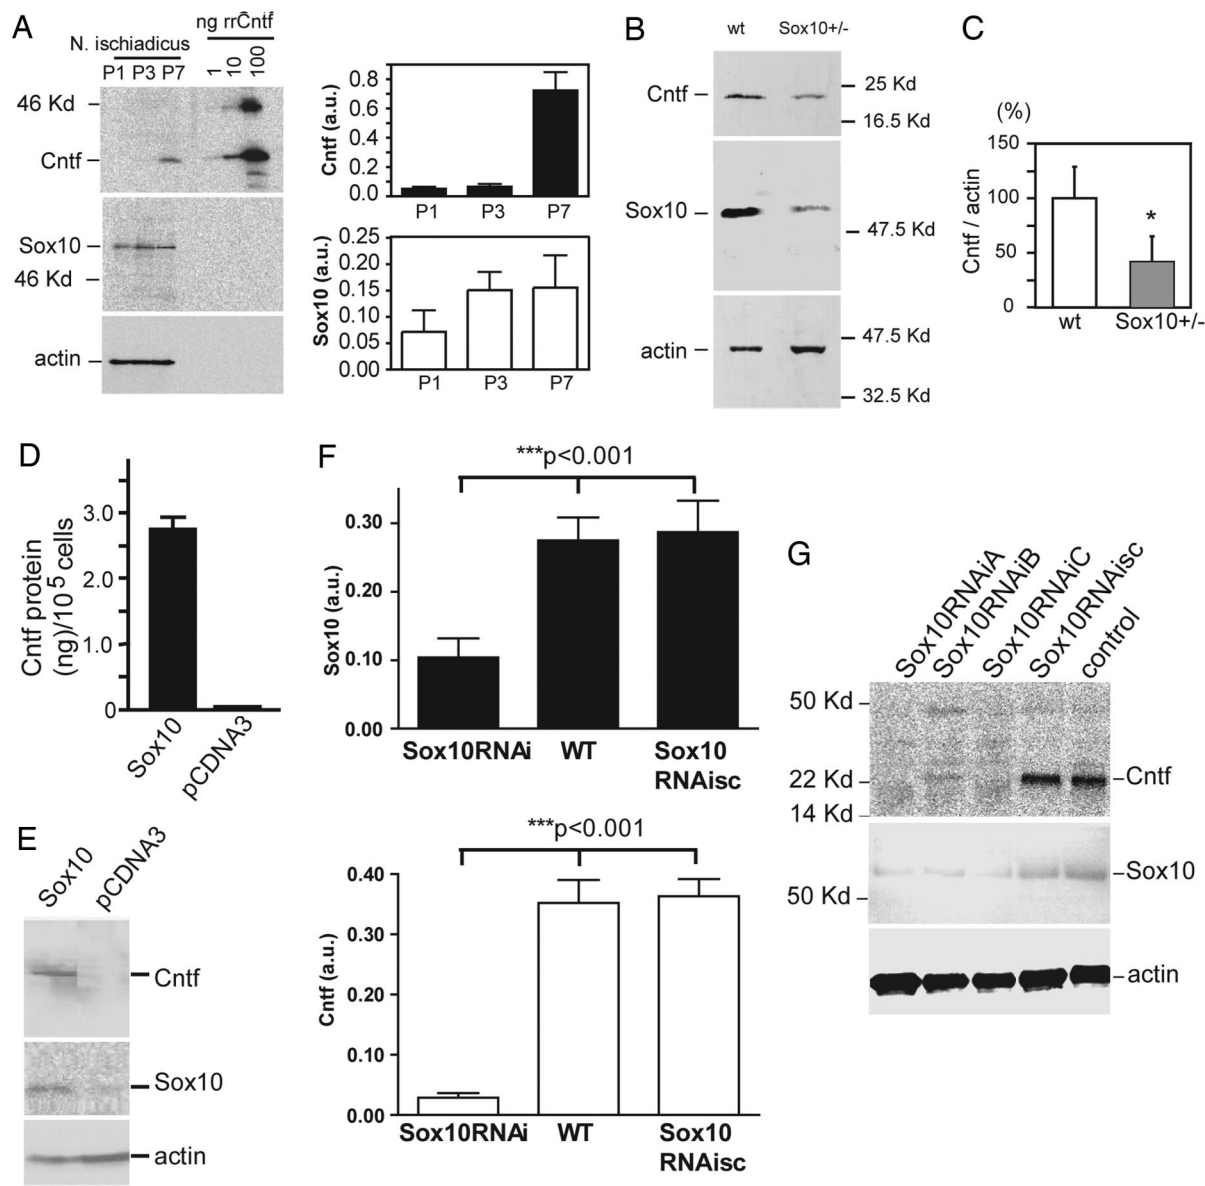 A
N. ischiadicus
ng rrCntf
P1 P3 P7
1 10 100
46 Kd
Cntf
Sox10
46 Kd
actin
Cntf (a.u.)
0.8
0.6
0.4
0.2
0.0
P1 P3 P7
Sox10 (a.u.)
0.25
0.20
0.15
0.10
0.05
0.00
P1 P3 P7
B
wt Sox10+/-
Cntf
25 Kd
16.5 Kd
Sox10
47.5 Kd
actin
47.5 Kd
32.5 Kd
C
(%)
Cntf / actin
150
100
50
0
*
wt Sox10+/-
D
Cntf protein
(ng)/10 5 cells
3.0
2.0
1.0
0
Sox10 pCDNA3
E
Sox10 pCDNA3
Cntf
Sox10
actin
F
***p<0.001
Sox10 (a.u.)
0.30
0.20
0.10
0.00
Sox10RNAi WT Sox10
RNAisc
***p<0.001
Cntf (a.u.)
0.40
0.30
0.20
0.10
0.00
Sox10RNAi WT Sox10
RNAisc
G
Sox10RNAiA
Sox10RNAiB
Sox10RNAiC
Sox10RNAisc
control
50 Kd
22 Kd
14 Kd
Cntf
50 Kd
Sox10
actin